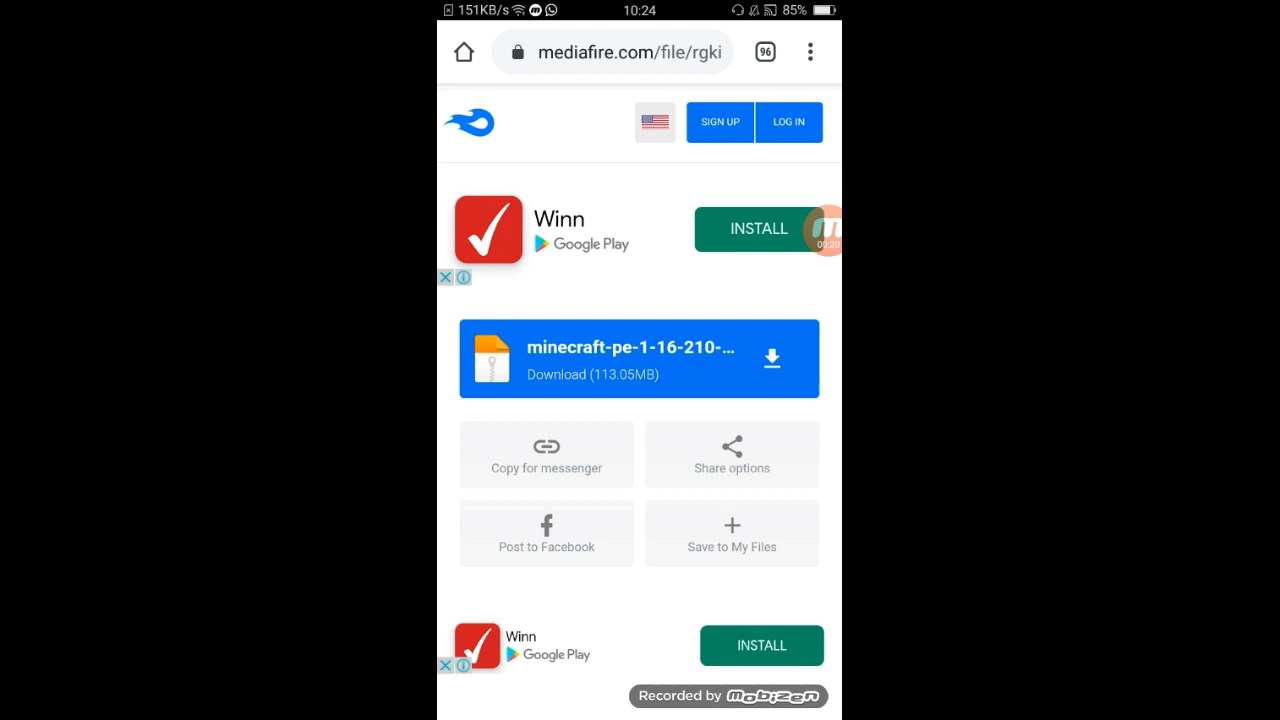 151KB/s
10:24
85%
mediafire.com/file/rgki
96
SIGN UP
LOG IN
Winn
Google Play
INSTALL
00:20
minecraft-pe-1-16-210-...
Download (113.05MB)
Copy for messenger
Share options
Post to Facebook
Save to My Files
Winn
Google Play
INSTALL
Recorded by mobizen